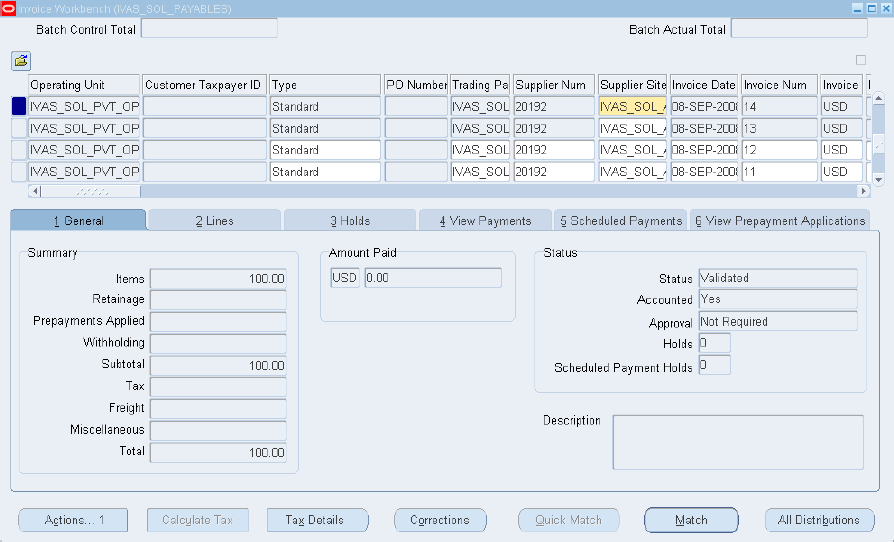 Invoice Workbench (IVAS_SOL_PAYABLES)
Batch Control Total
Batch Actual Total
Operating Unit Customer Taxpayer ID Type PO Number Trading Pa Supplier Num Supplier Site Invoice Date Invoice Num Invoice
IVAS_SOL_PVT_OP Standard IVAS_SOL 20192 IVAS_SOL_A 08-SEP-2008 14 USD
IVAS_SOL_PVT_OP Standard IVAS_SOL 20192 IVAS_SOL_A 08-SEP-2008 13 USD
IVAS_SOL_PVT_OP Standard IVAS_SOL 20192 IVAS_SOL_A 08-SEP-2008 12 USD
IVAS_SOL_PVT_OP Standard IVAS_SOL 20192 IVAS_SOL_A 08-SEP-2008 11 USD
1 General 2 Lines 3 Holds 4 View Payments 5 Scheduled Payments 6 View Prepayment Applications
Summary
Items 100.00
Retainage
Prepayments Applied
Withholding
Subtotal 100.00
Tax
Freight
Miscellaneous
Total 100.00
Amount Paid
USD 0.00
Status
Status Validated
Accounted Yes
Approval Not Required
Holds 0
Scheduled Payment Holds 0
Description
Actions... 1 Calculate Tax Tax Details Corrections Quick Match Match All Distributions